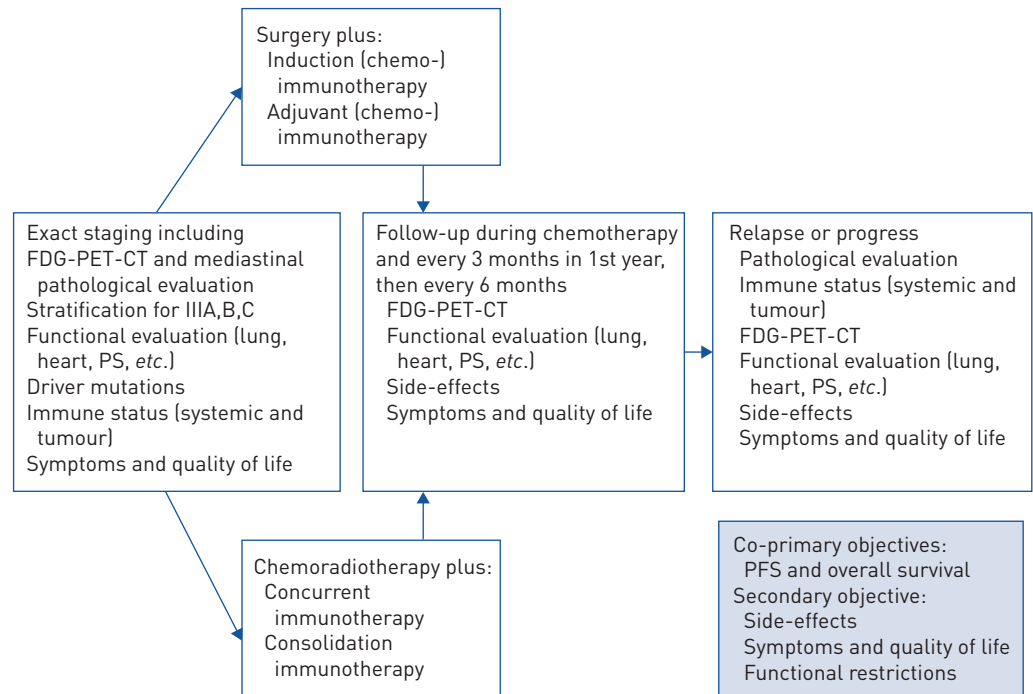 Surgery plus:
Induction (chemo-)
immunotherapy
Adjuvant (chemo-)
immunotherapy
Exact staging including
FDG-PET-CT and mediastinal
pathological evaluation
Stratification for IIIA,B,C
Functional evaluation (lung,
heart, PS, etc.)
Driver mutations
Immune status (systemic and
tumour)
Symptoms and quality of life
Follow-up during chemotherapy
and every 3 months in 1st year,
then every 6 months
FDG-PET-CT
Functional evaluation (lung,
heart, PS, etc.)
Side-effects
Symptoms and quality of life
Relapse or progress
Pathological evaluation
Immune status (systemic and
tumour)
FDG-PET-CT
Functional evaluation (lung,
heart, PS, etc.)
Side-effects
Symptoms and quality of life
Chemoradiotherapy plus:
Concurrent
immunotherapy
Consolidation
immunotherapy
Co-primary objectives:
PFS and overall survival
Secondary objective:
Side-effects
Symptoms and quality of life
Functional restrictions